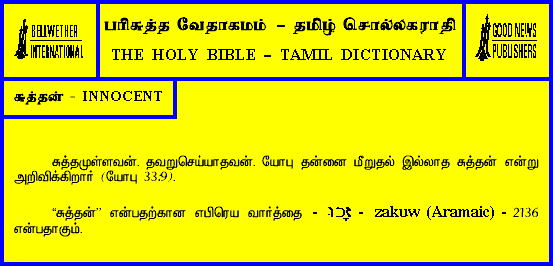 BELLWETHER
INTERNATIONAL
பரிசுத்த வேதாகமம் – தமிழ் சொல்லகராதி
THE HOLY BIBLE – TAMIL DICTIONARY
GOOD NEWS
PUBLISHERS
சுத்தன் - INNOCENT
சுத்தமுள்ளவன். தவறுசெய்யாதவன். யோபு தன்னை மீறுதல் இல்லாத சுத்தன் என்று
அறிவிக்கிறார் (யோபு 33:9).
“சுத்தன்” என்பதற்கான எபிரெய வார்த்தை - - zakuw (Aramaic) - 2136
என்பதாகும்.